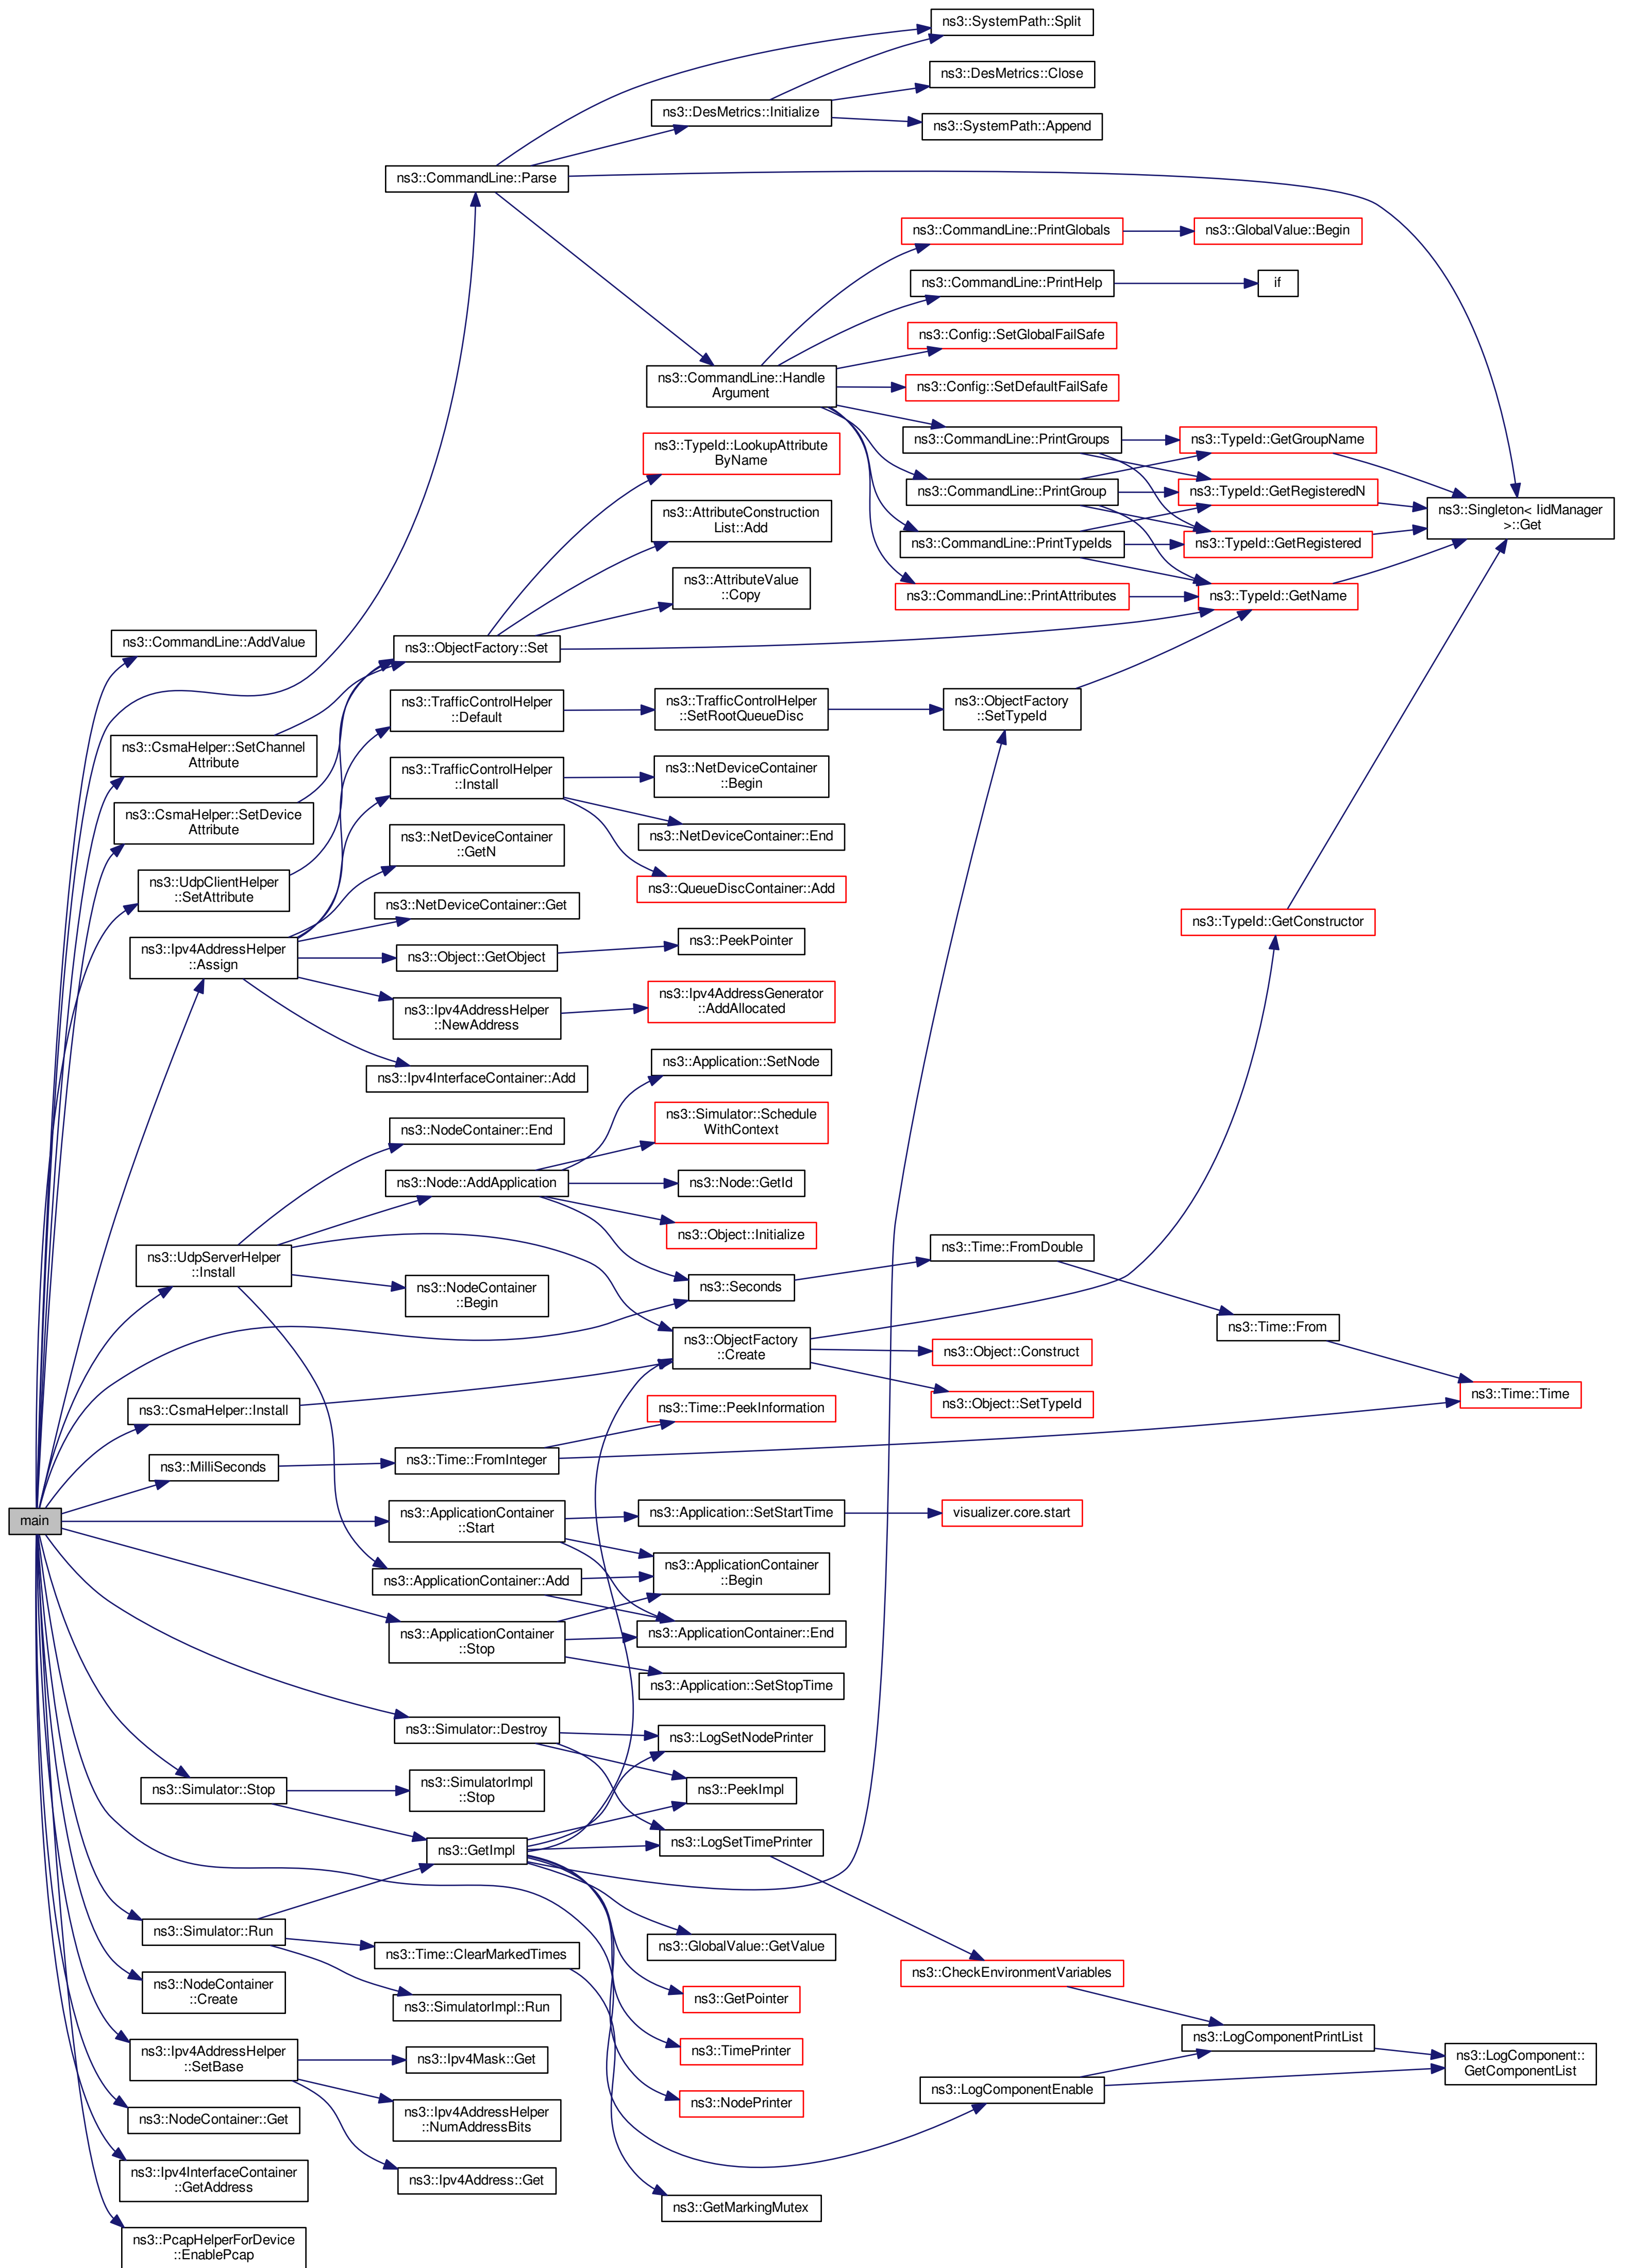 ns3::SystemPath::Split
ns3::DesMetrics::Close
ns3::DesMetrics::Initialize
ns3::SystemPath::Append
ns3::CommandLine::Parse
ns3::CommandLine::PrintGlobals
ns3::GlobalValue::Begin
ns3::CommandLine::PrintHelp
if
ns3::Config::SetGlobalFailSafe
ns3::CommandLine::Handle
Argument
ns3::Config::SetDefaultFailSafe
ns3::CommandLine::PrintGroups
ns3::TypeId::GetGroupName
ns3::TypeId::LookupAttribute
ByName
ns3::CommandLine::PrintGroup
ns3::TypeId::GetRegisteredN
ns3::Singleton< IidManager
>::Get
ns3::AttributeConstruction
List::Add
ns3::CommandLine::PrintTypeIds
ns3::TypeId::GetRegistered
ns3::AttributeValue
::Copy
ns3::CommandLine::PrintAttributes
ns3::TypeId::GetName
ns3::CommandLine::AddValue
ns3::ObjectFactory::Set
ns3::TrafficControlHelper
::Default
ns3::TrafficControlHelper
::SetRootQueueDisc
ns3::ObjectFactory
::SetTypeId
ns3::CsmaHelper::SetChannel
Attribute
ns3::TrafficControlHelper
::Install
ns3::NetDeviceContainer
::Begin
ns3::CsmaHelper::SetDevice
Attribute
ns3::NetDeviceContainer::End
ns3::NetDeviceContainer
::GetN
ns3::UdpClientHelper
::SetAttribute
ns3::QueueDiscContainer::Add
ns3::NetDeviceContainer::Get
ns3::TypeId::GetConstructor
ns3::Ipv4AddressHelper
::Assign
ns3::Object::GetObject
ns3::PeekPointer
ns3::Ipv4AddressHelper
::NewAddress
ns3::Ipv4AddressGenerator
::AddAllocated
ns3::Ipv4InterfaceContainer::Add
ns3::Application::SetNode
ns3::NodeContainer::End
ns3::Simulator::Schedule
WithContext
ns3::Node::AddApplication
ns3::Node::GetId
ns3::Object::Initialize
ns3::UdpServerHelper
::Install
ns3::Time::FromDouble
ns3::NodeContainer
::Begin
ns3::Seconds
ns3::Time::From
ns3::ObjectFactory
::Create
ns3::Object::Construct
ns3::Time::Time
ns3::CsmaHelper::Install
ns3::Time::PeekInformation
ns3::Object::SetTypeId
ns3::MilliSeconds
ns3::Time::FromInteger
main
ns3::ApplicationContainer
::Start
ns3::Application::SetStartTime
visualizer.core.start
ns3::ApplicationContainer::Add
ns3::ApplicationContainer
::Begin
ns3::ApplicationContainer
::Stop
ns3::ApplicationContainer::End
ns3::Application::SetStopTime
ns3::Simulator::Destroy
ns3::LogSetNodePrinter
ns3::Simulator::Stop
ns3::SimulatorImpl
::Stop
ns3::PeekImpl
ns3::GetImpl
ns3::LogSetTimePrinter
ns3::Simulator::Run
ns3::Time::ClearMarkedTimes
ns3::GlobalValue::GetValue
ns3::CheckEnvironmentVariables
ns3::NodeContainer
::Create
ns3::SimulatorImpl::Run
ns3::GetPointer
ns3::LogComponentPrintList
ns3::Ipv4AddressHelper
::SetBase
ns3::Ipv4Mask::Get
ns3::TimePrinter
ns3::LogComponent::
GetComponentList
ns3::LogComponentEnable
ns3::NodeContainer::Get
ns3::Ipv4AddressHelper
::NumAddressBits
ns3::NodePrinter
ns3::Ipv4InterfaceContainer
::GetAddress
ns3::Ipv4Address::Get
ns3::GetMarkingMutex
ns3::PcapHelperForDevice
::EnablePcap